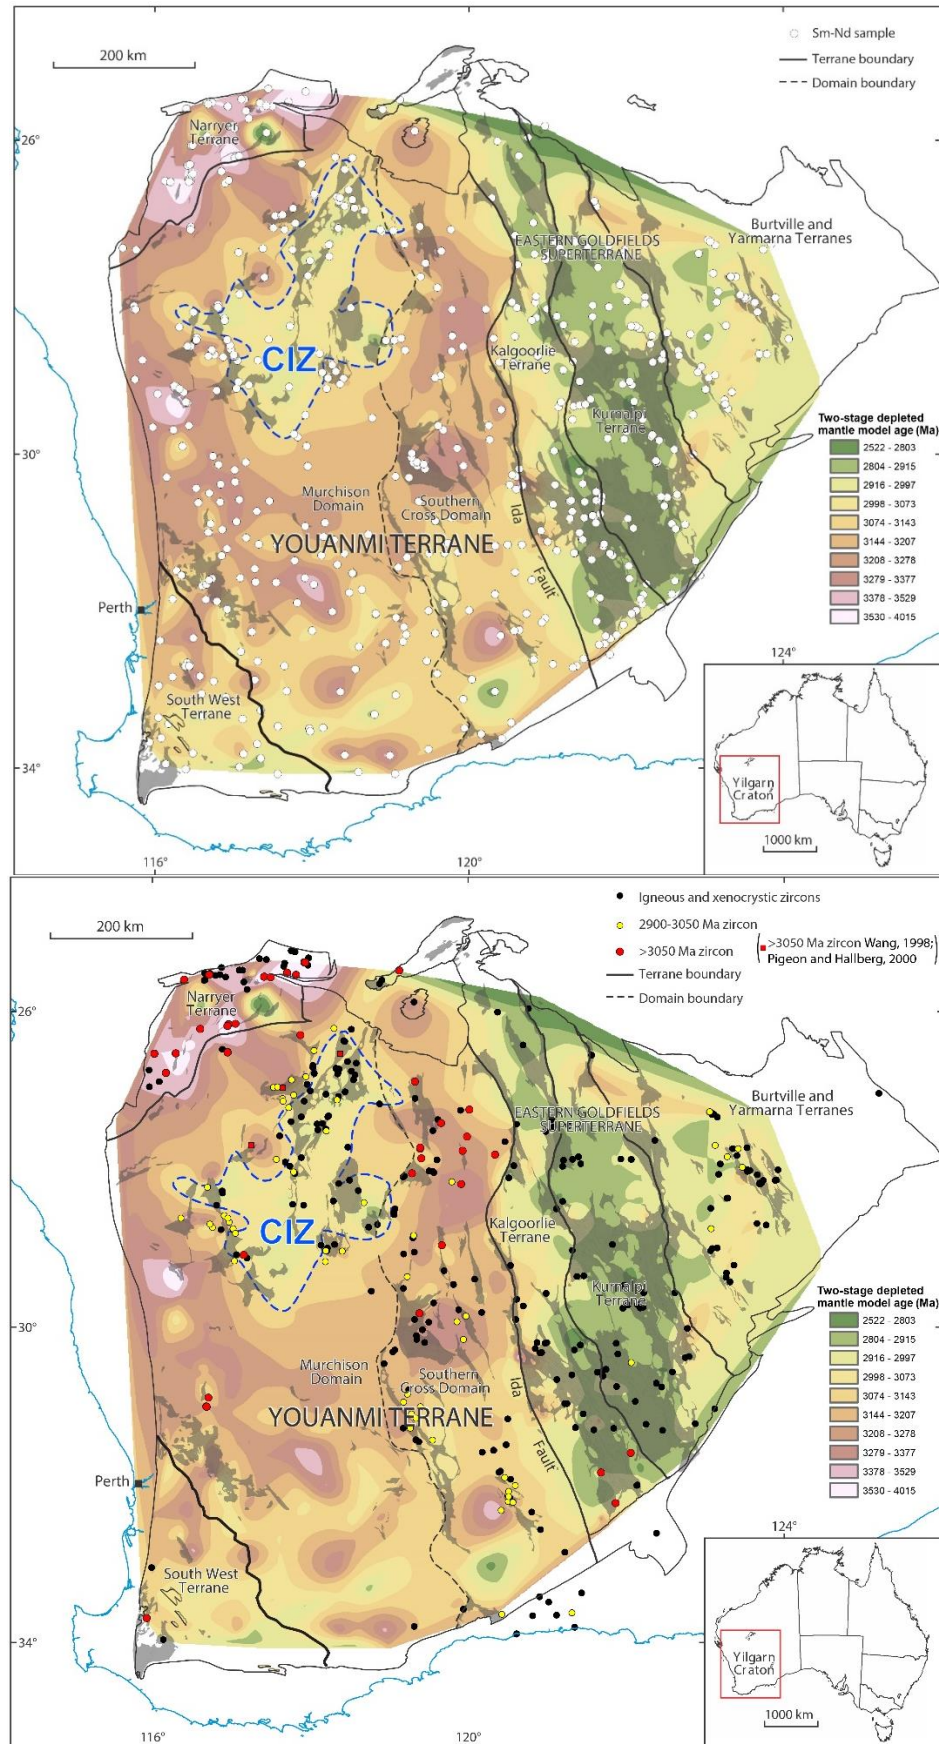 200 km
Sm-Nd sample
Terrane boundary
Domain boundary
26°
Narryer
Terrane
Burtville and
Yarmarna Terranes
EASTERN GOLDFIELDS
SUPERTERRANE
CIZ
Kalgoorlie
Terrane
Kurnalpi
Terrane
Two-stage depleted
mantle model age (Ma)
2522 - 2803
2804 - 2915
2916 - 2997
2998 - 3073
3074 - 3143
3144 - 3207
3208 - 3278
3279 - 3377
3378 - 3529
3530 - 4015
30°
Murchison
Domain
Southern
Cross Domain
Ida
Fault
YOUANMI TERRANE
Perth
South West
Terrane
124°
34°
Yilgarn
Craton
1000 km
116°
120°
200 km
Igneous and xenocrystic zircons
2900-3050 Ma zircon
>3050 Ma zircon
>3050 Ma zircon Wang, 1998;
Pigeon and Hallberg, 2000
Terrane boundary
Domain boundary
26°
Narryer
Terrane
Burtville and
Yarmarna Terranes
EASTERN GOLDFIELDS
SUPERTERRANE
CIZ
Kalgoorlie
Terrane
Kurnalpi
Terrane
Two-stage depleted
mantle model age (Ma)
2522 - 2803
2804 - 2915
2916 - 2997
2998 - 3073
3074 - 3143
3144 - 3207
3208 - 3278
3279 - 3377
3378 - 3529
3530 - 4015
30°
Murchison
Domain
Southern
Cross Domain
Ida
Fault
YOUANMI TERRANE
Perth
South West
Terrane
124°
34°
Yilgarn
Craton
1000 km
116°
120°